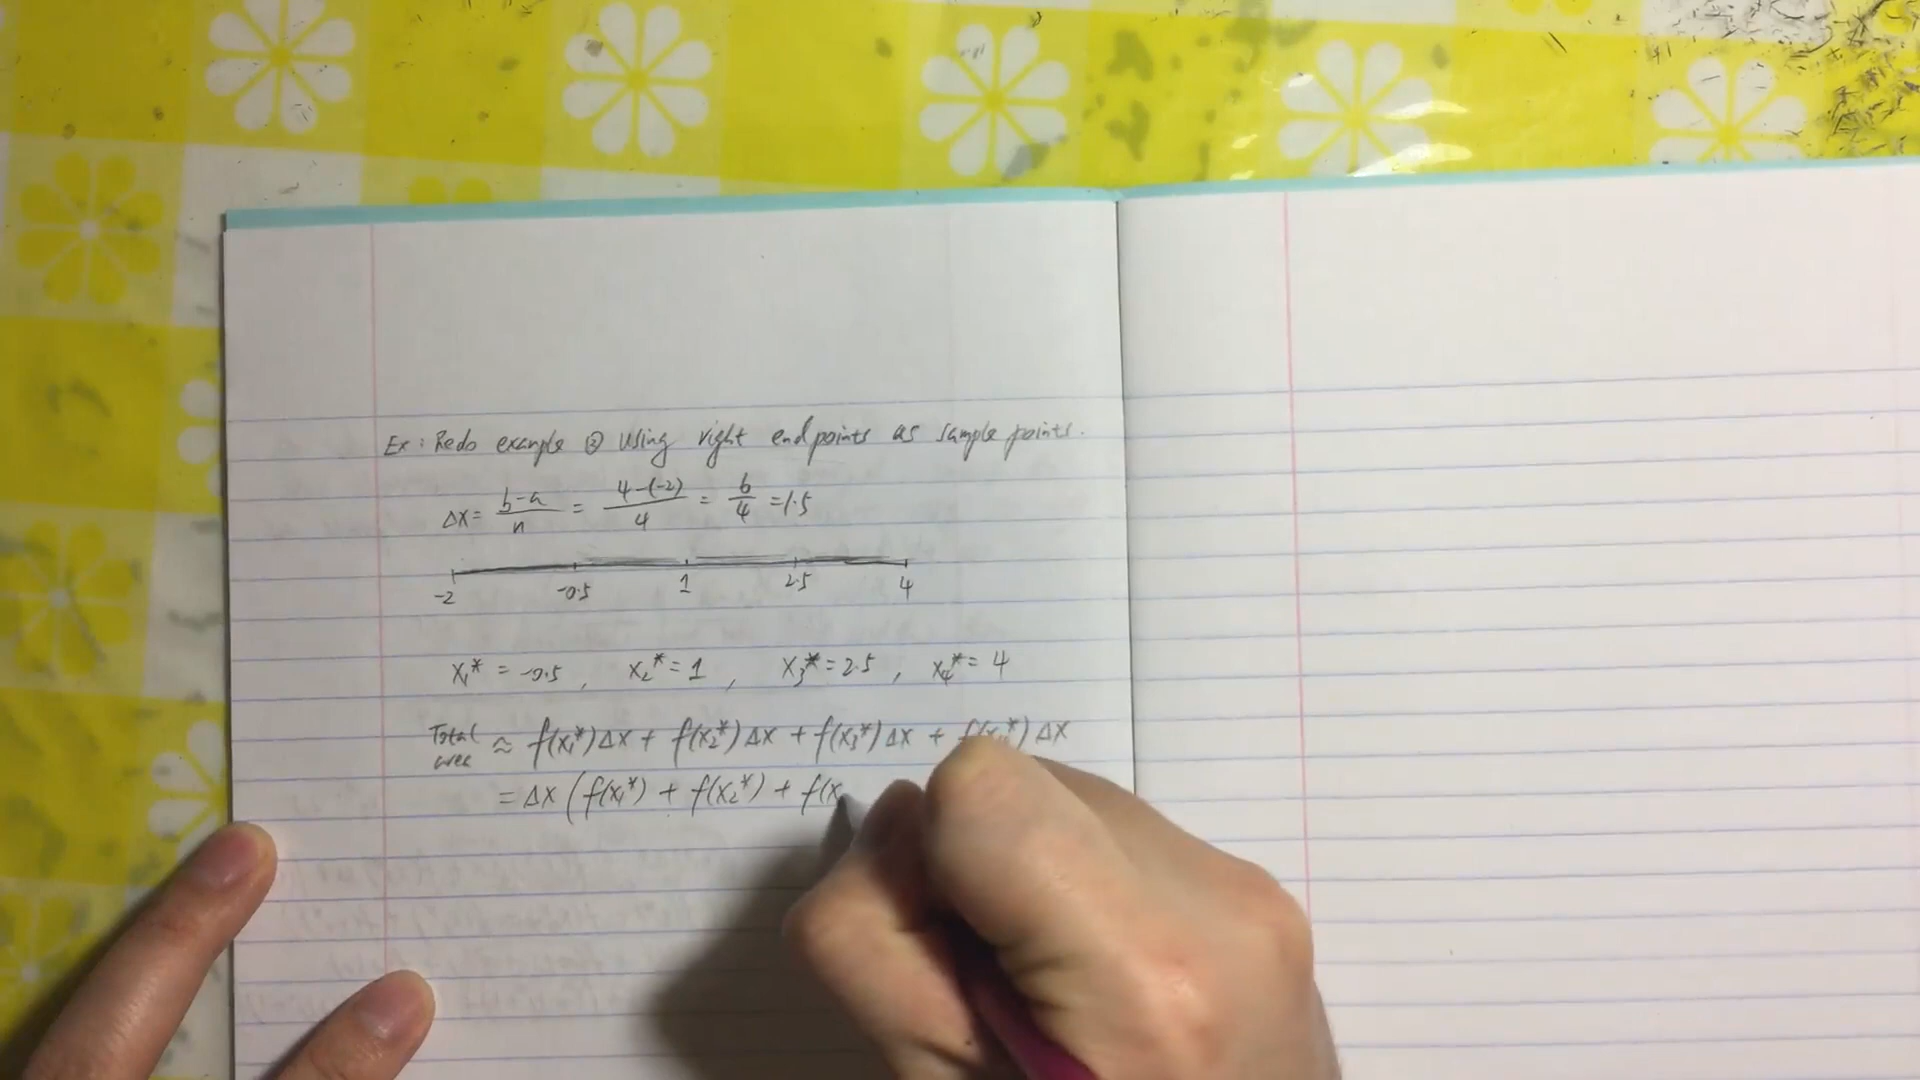 Ex: Redo example ② using right endpoints as sample points.
Δx = b-a/n = 4-(-2)/4 = 6/4 = 1.5
-2 -0.5 1 2.5 4
x₁* = -0.5, x₂* = 1, x₃* = 2.5, x₄* = 4
Total area ≈ f(x₁*)Δx + f(x₂*)Δx + f(x₃*)Δx + f(x₄*)Δx
= Δx (f(x₁*) + f(x₂*) + f(x